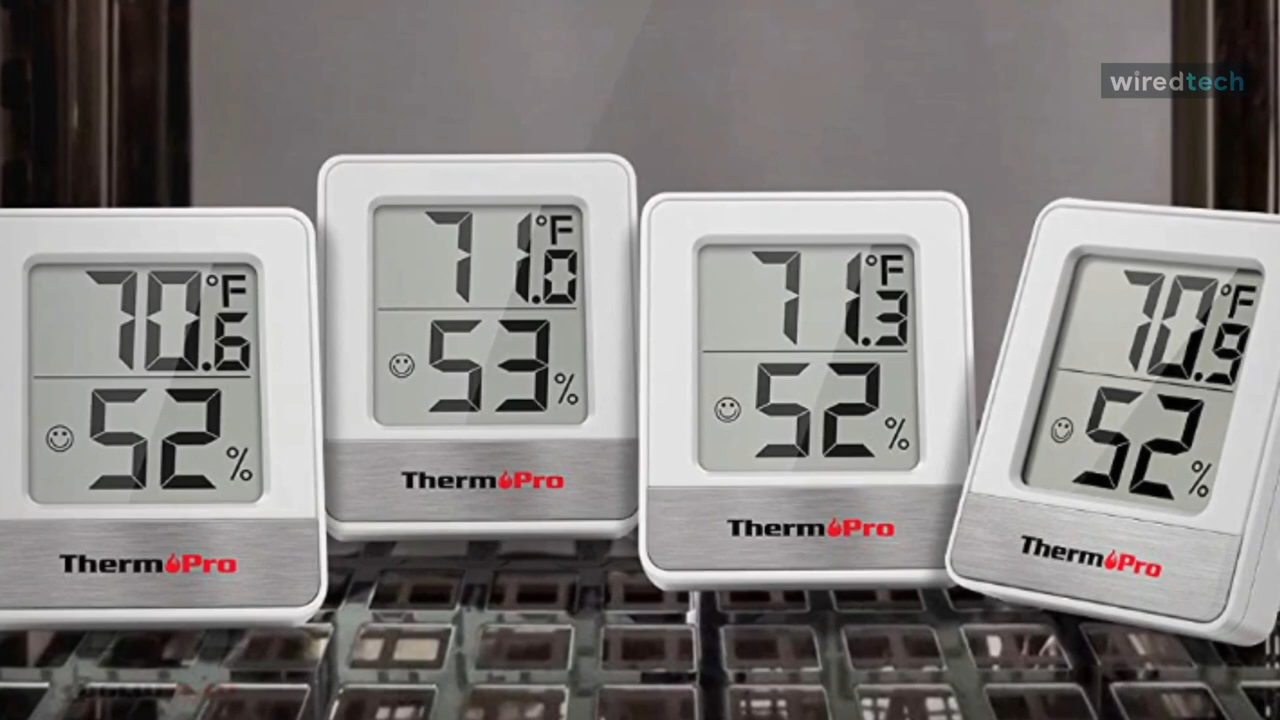 wiredtech
70.6 °F
52 %
ThermoPro
71.0 °F
53 %
ThermoPro
71.3 °F
52 %
ThermoPro
70.9 °F
52 %
ThermoPro